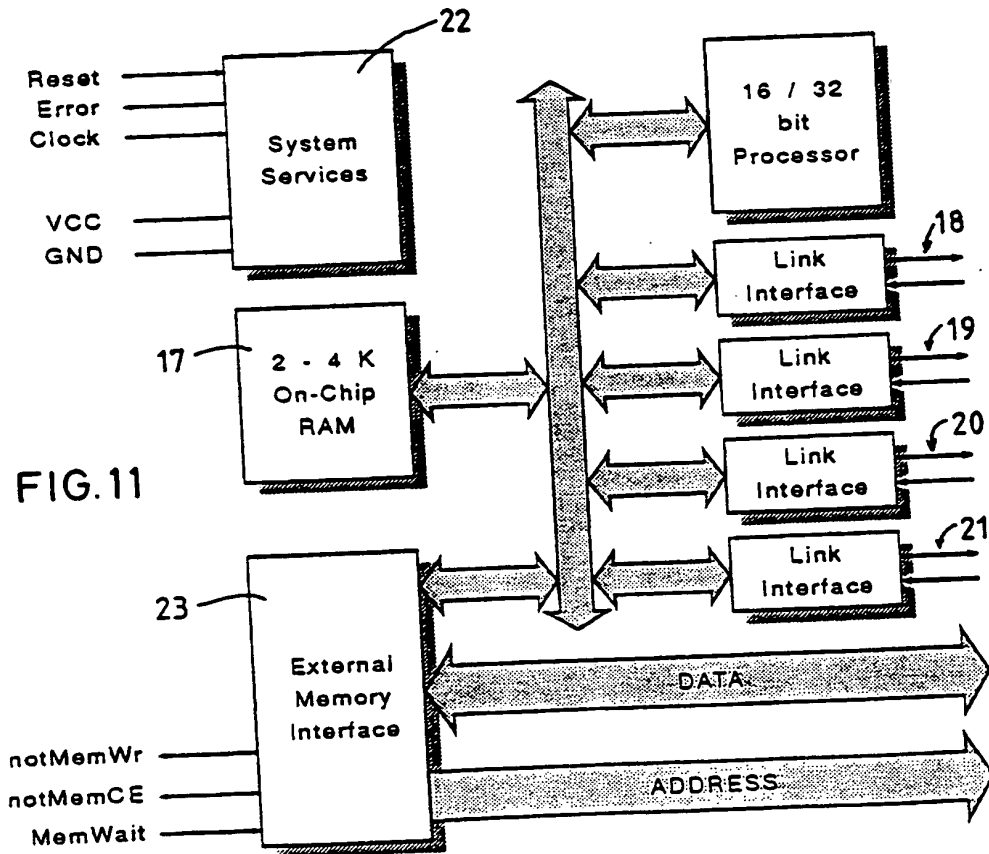 22
Reset
Error
Clock
VCC
GND
System
Services
16 / 32
bit
Processor
18
Link
Interface
17
2 - 4 K
On-Chip
RAM
19
Link
Interface
20
Link
Interface
FIG.11
21
Link
Interface
23
External
Memory
Interface
DATA
ADDRESS
notMemWr
notMemCE
MemWait